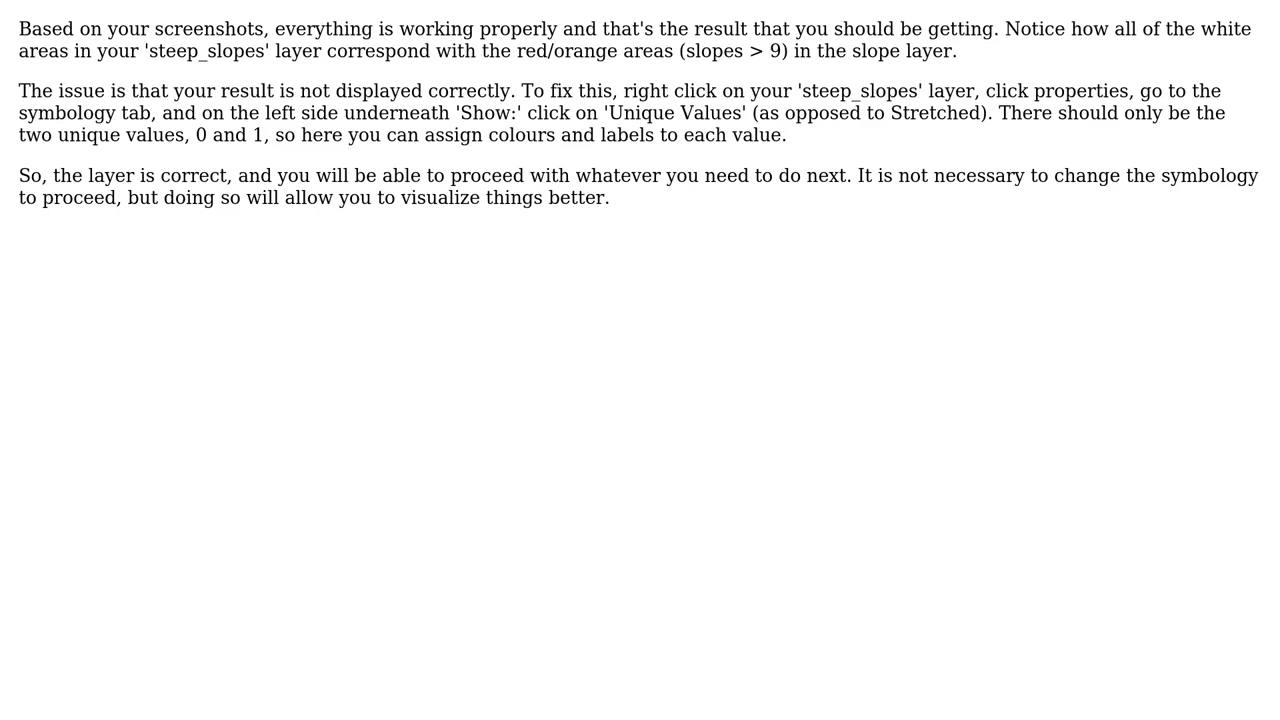 Based on your screenshots, everything is working properly and that's the result that you should be getting. Notice how all of the white
areas in your 'steep_slopes' layer correspond with the red/orange areas (slopes > 9) in the slope layer.
The issue is that your result is not displayed correctly. To fix this, right click on your 'steep_slopes' layer, click properties, go to the
symbology tab, and on the left side underneath 'Show:' click on 'Unique Values' (as opposed to Stretched). There should only be the
two unique values, 0 and 1, so here you can assign colours and labels to each value.
So, the layer is correct, and you will be able to proceed with whatever you need to do next. It is not necessary to change the symbology
to proceed, but doing so will allow you to visualize things better.